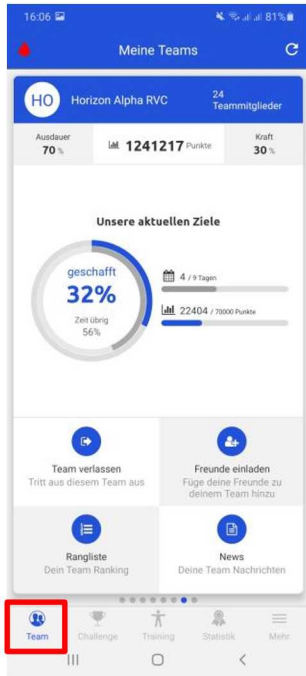 16:06 81%
Meine Teams
HO Horizon Alpha RVC 24 Teammitglieder
Ausdauer 70 %
1241217 Punkte
Kraft 30 %
Unsere aktuellen Ziele
geschafft
32%
Zeit übrig
56%
4 / 9 Tagen
22404 / 70000 Punkte
Team verlassen
Tritt aus diesem Team aus
Freunde einladen
Füge deine Freunde zu
deinem Team hinzu
Rangliste
Dein Team Ranking
News
Deine Team Nachrichten
Team Challenge Training Statistik Mehr